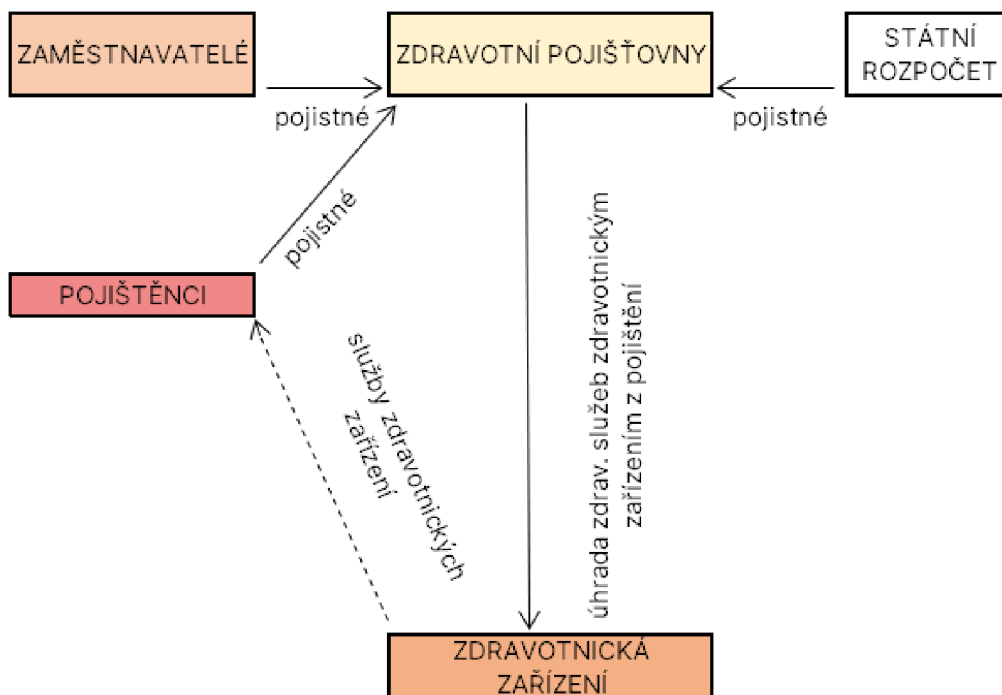 ZAMĚSTNAVATELÉ
ZDRAVOTNÍ POJIŠŤOVNY
STÁTNÍ
ROZPOČET
pojistné
pojistné
pojistné
POJIŠTĚNCI
služby zdravotnických
zařízení
úhrada zdrav. služeb zdravotnickým
zařízením z pojištění
ZDRAVOTNICKÁ
ZAŘÍZENÍ